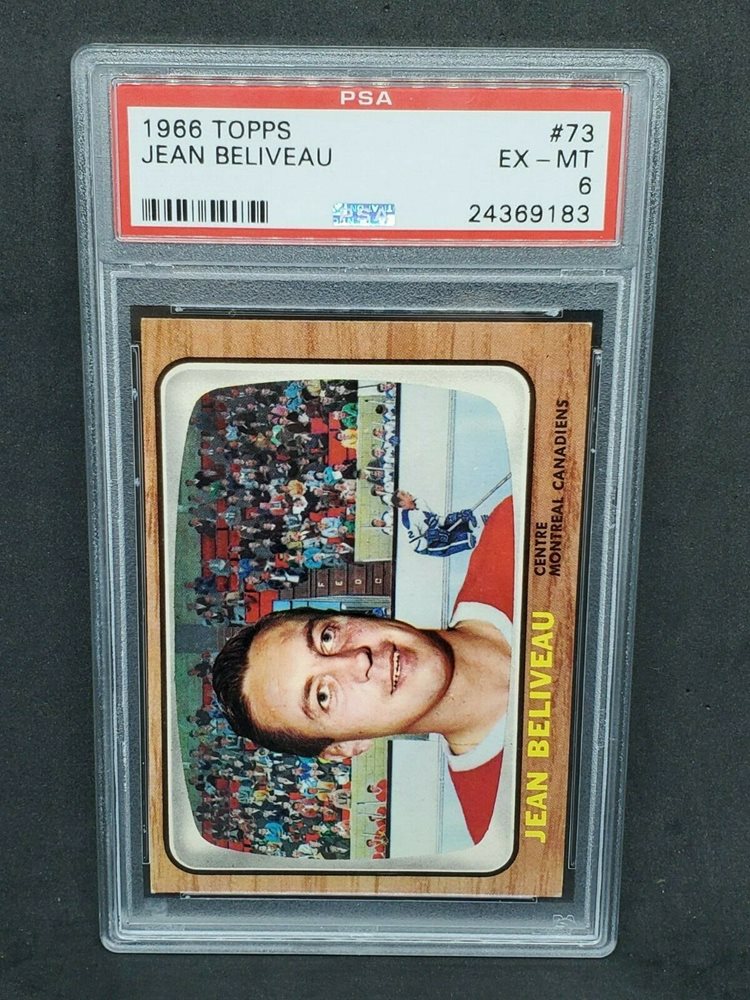 PSA
1966 TOPPS #73
JEAN BELIVEAU EX - MT
6
24369183
JEAN BELIVEAU
CENTRE
MONTREAL CANADIENS